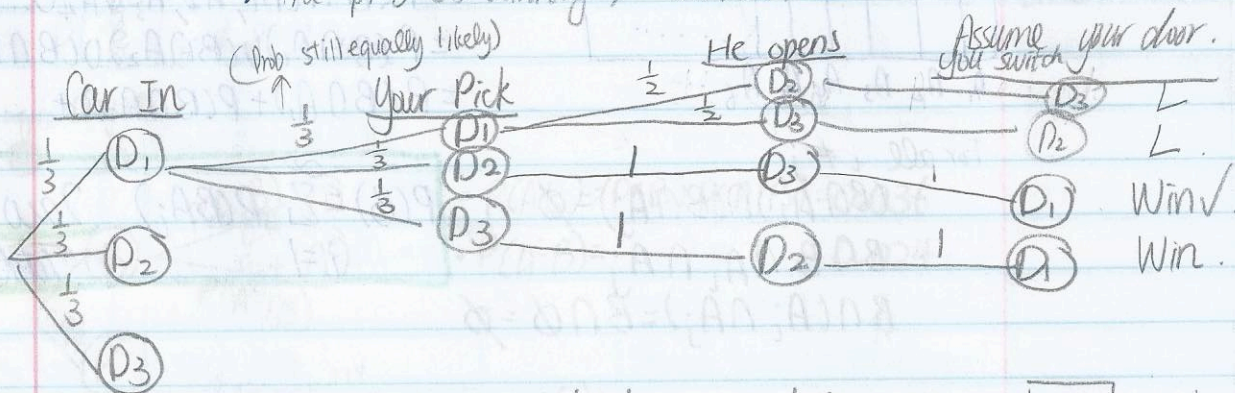 (Prob still equally likely)
He opens
Assume your door.
you switch
Car In
Your Pick
1/3
1/3
1/3
D1
D2
D3
1/3
1/3
1/3
D1
D2
D3
1/2
1/2
1
1
D2
D3
D3
D2
1
1
D3 L
D2 L.
D1 Win✓
D1 Win.